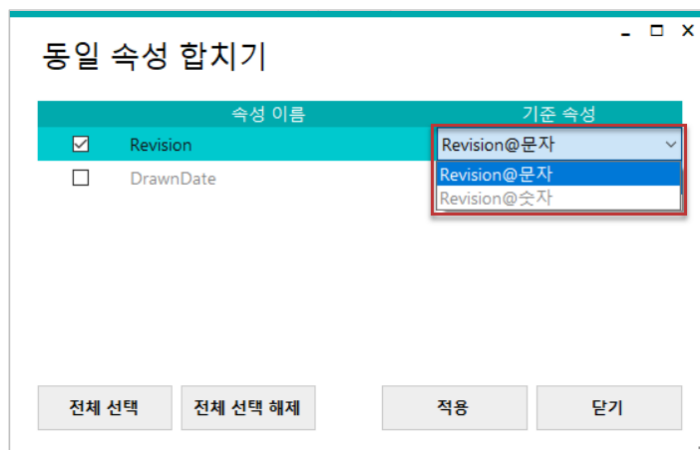 동일 속성 합치기
속성 이름 기준 속성
Revision Revision@문자
Revision@문자
DrawnDate
Revision@숫자
전체 선택 전체 선택 해제 적용 닫기